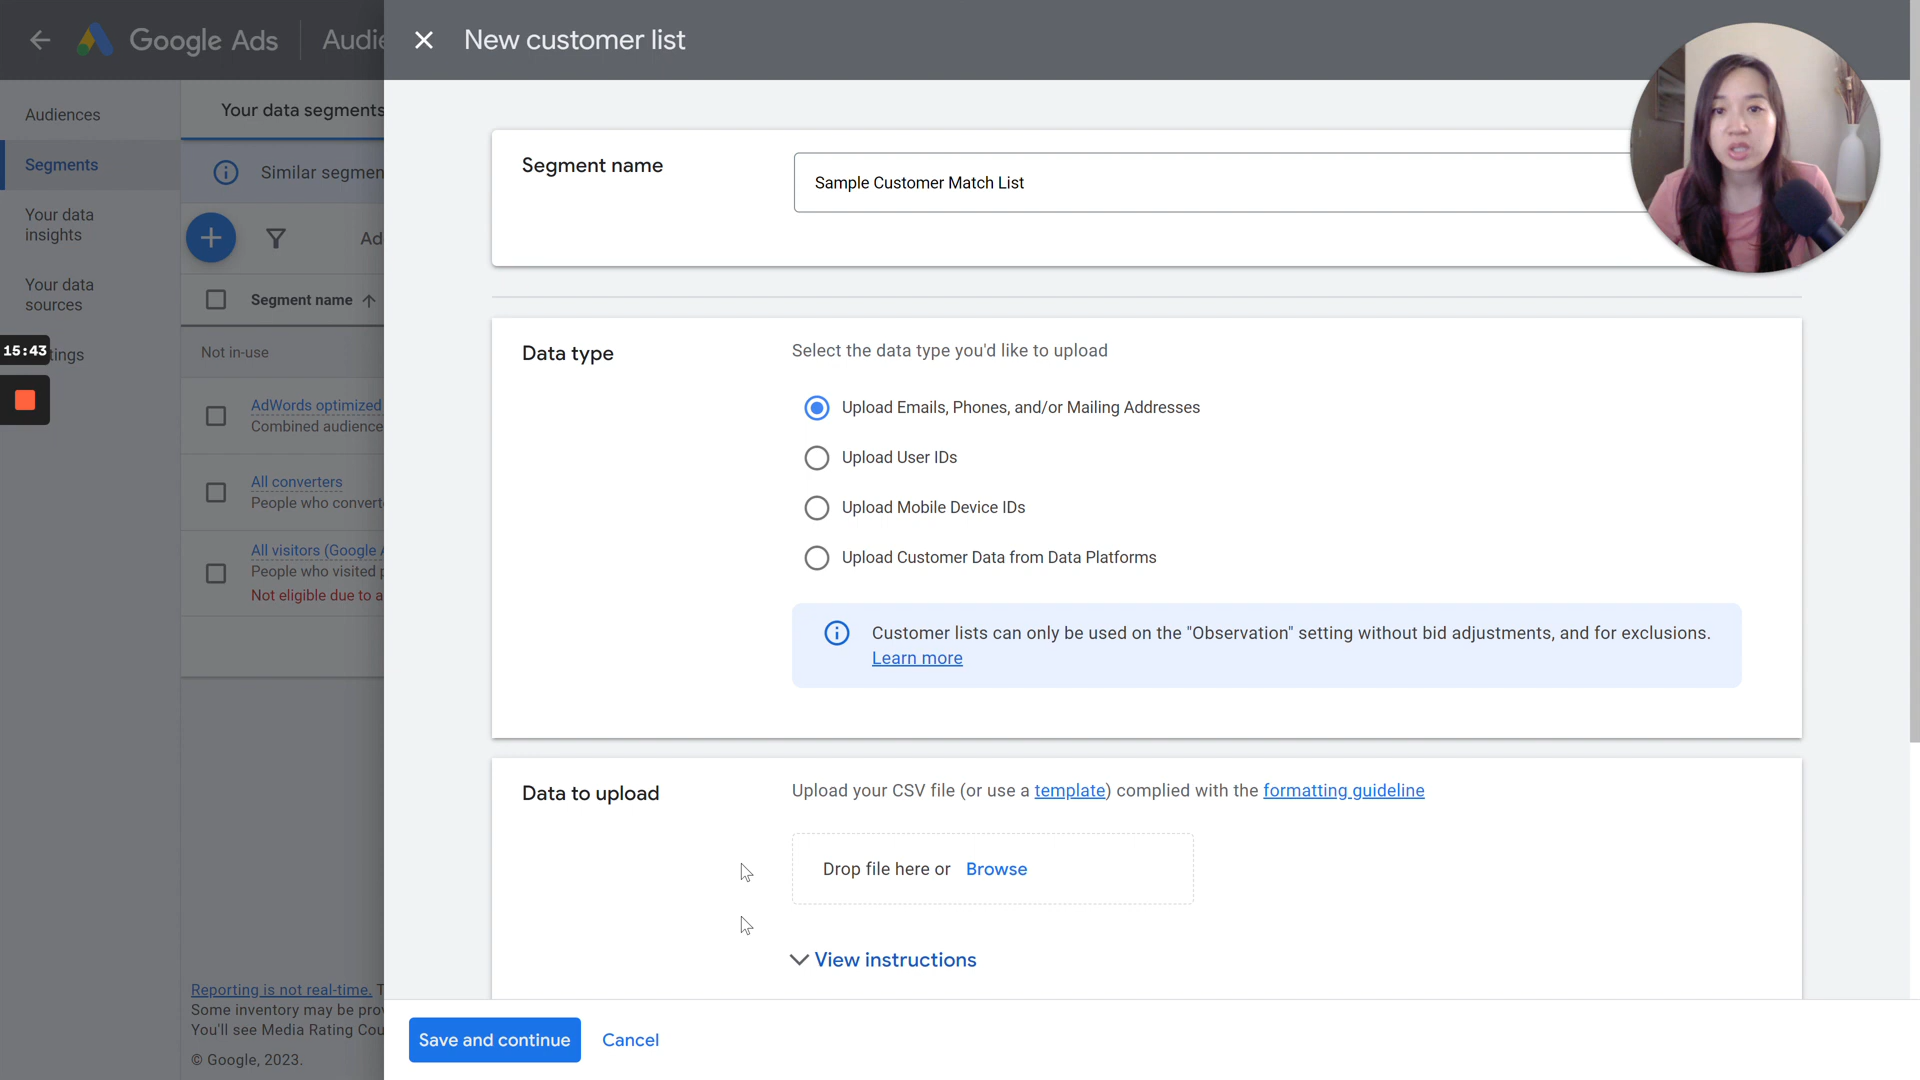 Google Ads
Audie
New customer list
Audiences
Segments
Your data
insights
Your data
sources
tings
15:43
Your data segments
Similar segmen
Ad
Segment name
Not in-use
AdWords optimized
Combined audience
All converters
People who convert
All visitors (Google A
People who visited p
Not eligible due to a
Reporting is not real-time. T
Some inventory may be prov
You'll see Media Rating Cou
© Google, 2023.
Segment name
Sample Customer Match List
Data type
Select the data type you'd like to upload
Upload Emails, Phones, and/or Mailing Addresses
Upload User IDs
Upload Mobile Device IDs
Upload Customer Data from Data Platforms
Customer lists can only be used on the "Observation" setting without bid adjustments, and for exclusions.
Learn more
Data to upload
Upload your CSV file (or use a template) complied with the formatting guideline
Drop file here or Browse
View instructions
Save and continue
Cancel